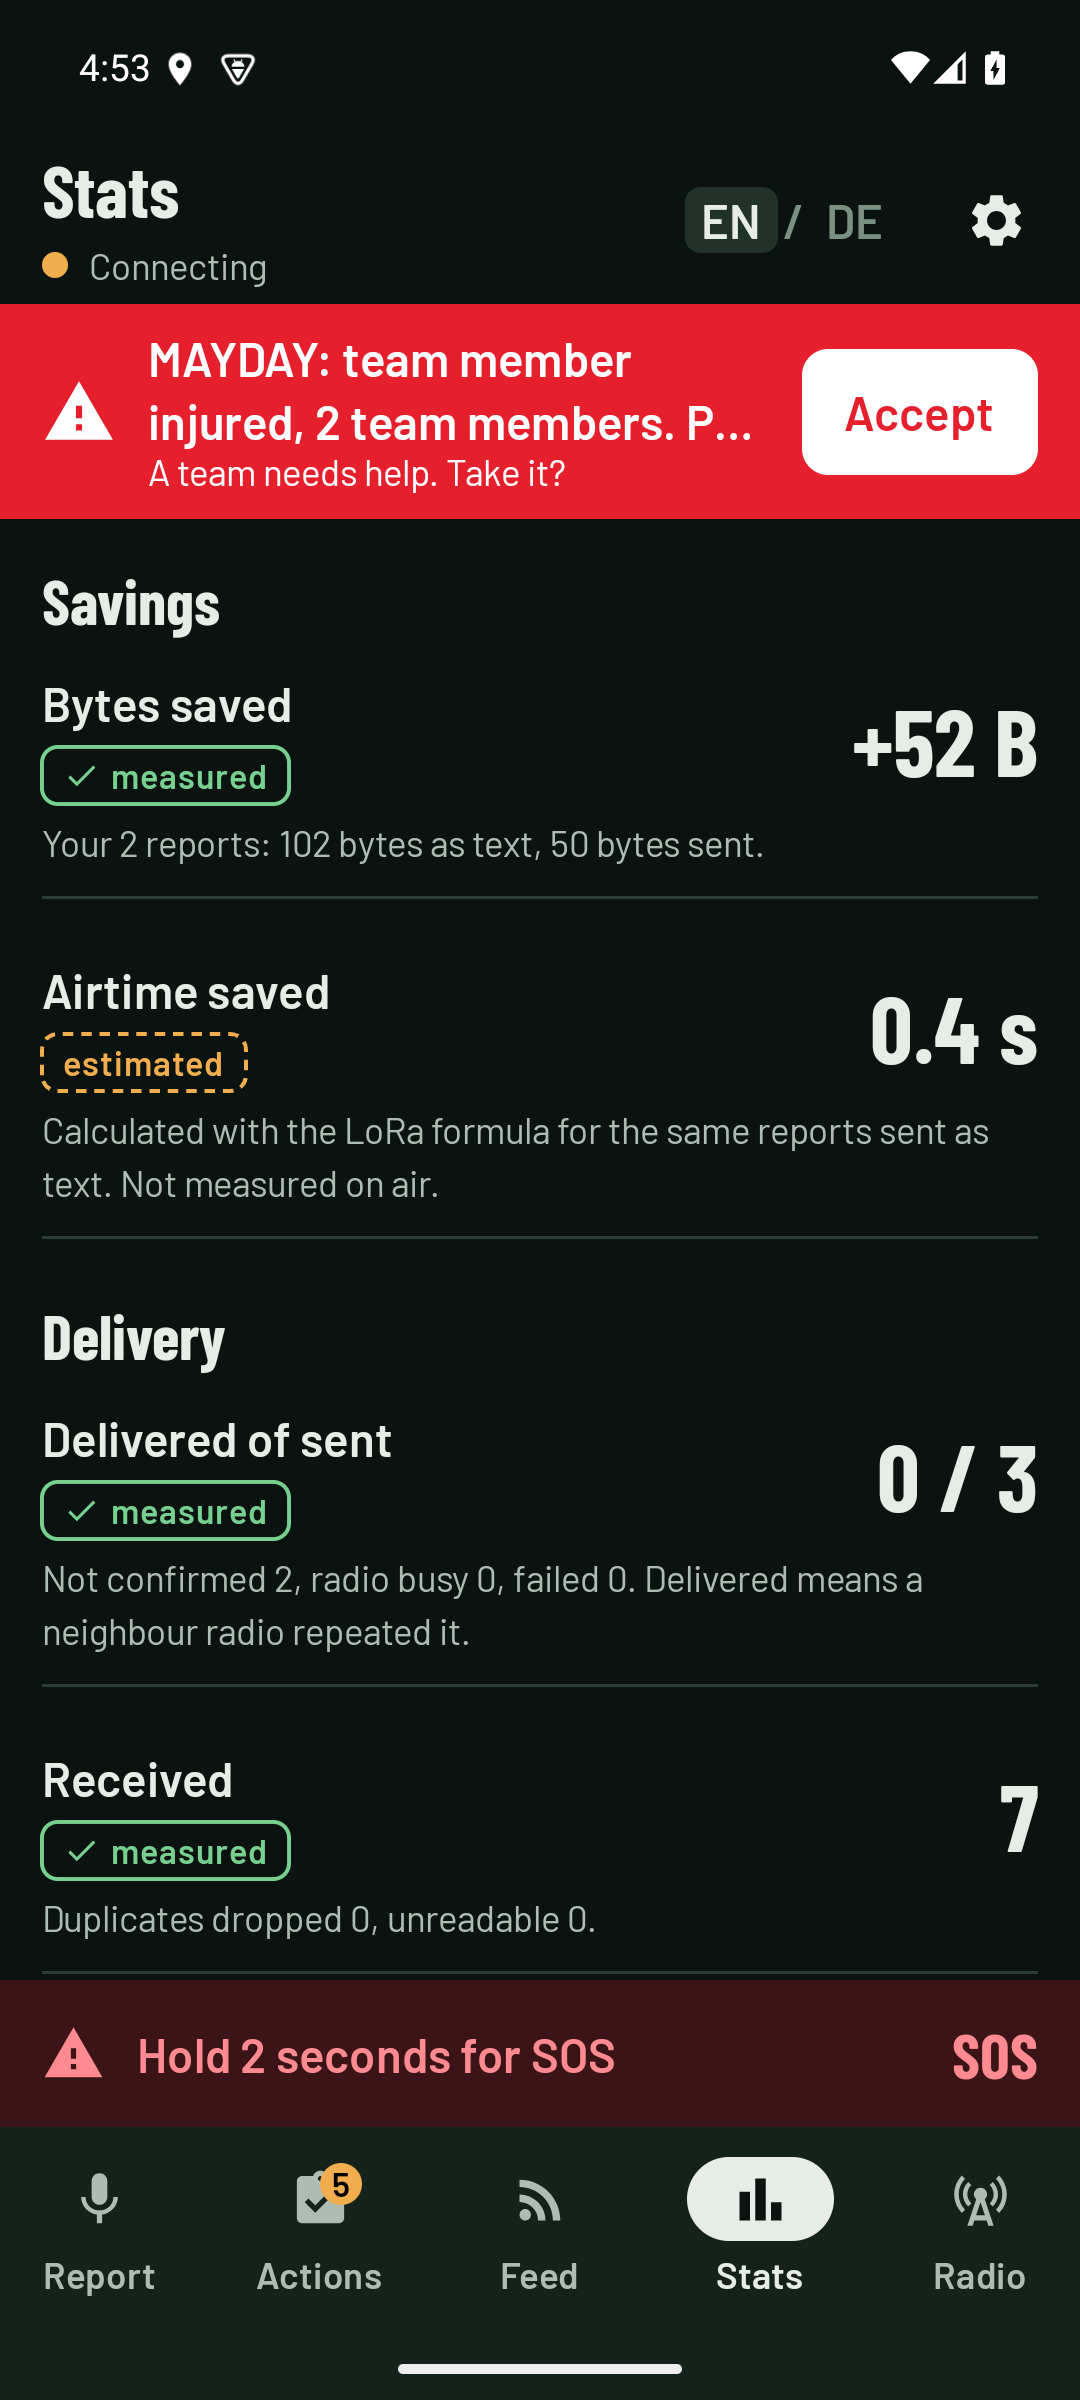 4:53
Stats
EN / DE
Connecting
MAYDAY: team member
injured, 2 team members. P...
A team needs help. Take it?
Accept
Savings
Bytes saved
measured
+52 B
Your 2 reports: 102 bytes as text, 50 bytes sent.
Airtime saved
estimated
0.4 s
Calculated with the LoRa formula for the same reports sent as
text. Not measured on air.
Delivery
Delivered of sent
measured
0 / 3
Not confirmed 2, radio busy 0, failed 0. Delivered means a
neighbour radio repeated it.
Received
measured
7
Duplicates dropped 0, unreadable 0.
Hold 2 seconds for SOS
SOS
5
Report
Actions
Feed
Stats
Radio